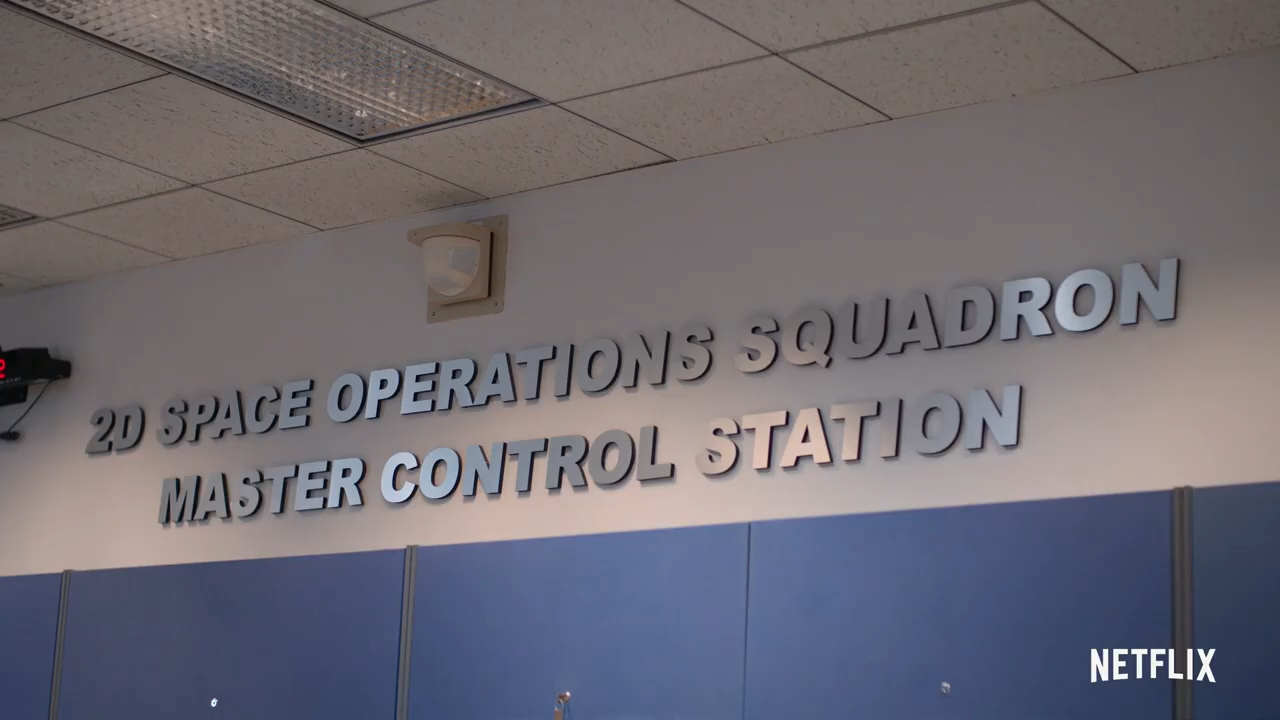 2D SPACE OPERATIONS SQUADRON
MASTER CONTROL STATION
NETFLIX